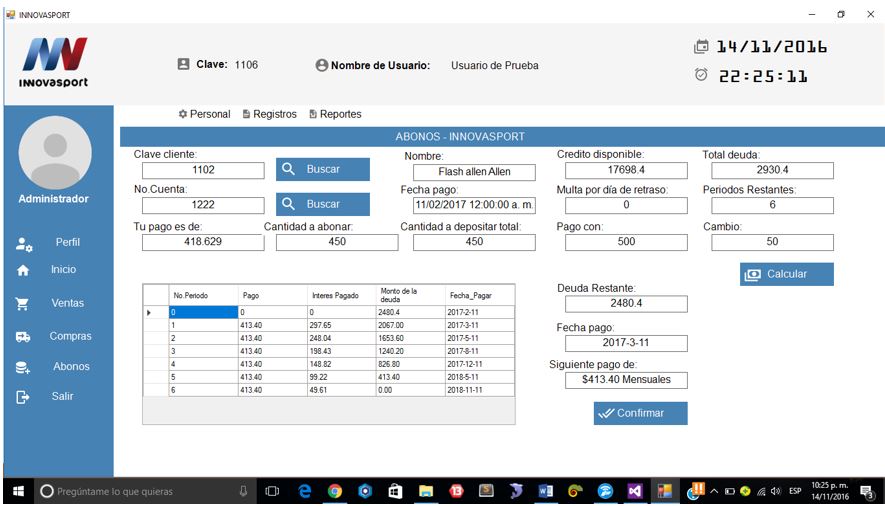 INNOVASPORT
INNOVASPORT
Clave: 1106
Nombre de Usuario: Usuario de Prueba
14/11/2016
22:25:11
Personal Registros Reportes
Administrador
Perfil
Inicio
Ventas
Compras
Abonos
Salir
ABONOS - INNOVASPORT
Clave cliente: Nombre: Credito disponible: Total deuda:
1102 Buscar Flash allen Allen 17698.4 2930.4
No.Cuenta: Fecha pago: Multa por día de retraso: Periodos Restantes:
1222 Buscar 11/02/2017 12:00:00 a. m. 0 6
Tu pago es de: Cantidad a abonar: Cantidad a depositar total: Pago con: Cambio:
418.629 450 450 500 50
Calcular
No.Periodo Pago Interes Pagado Monto de la deuda Fecha_Pagar
0 0 0 2480.4 2017-2-11
1 413.40 297.65 2067.00 2017-3-11
2 413.40 248.04 1653.60 2017-5-11
3 413.40 198.43 1240.20 2017-8-11
4 413.40 148.82 826.80 2017-12-11
5 413.40 99.22 413.40 2018-5-11
6 413.40 49.61 0.00 2018-11-11
Deuda Restante:
2480.4
Fecha pago:
2017-3-11
Siguiente pago de:
$413.40 Mensuales
Confirmar
Pregúntame lo que quieras
ESP
10:25 p. m.
14/11/2016
3